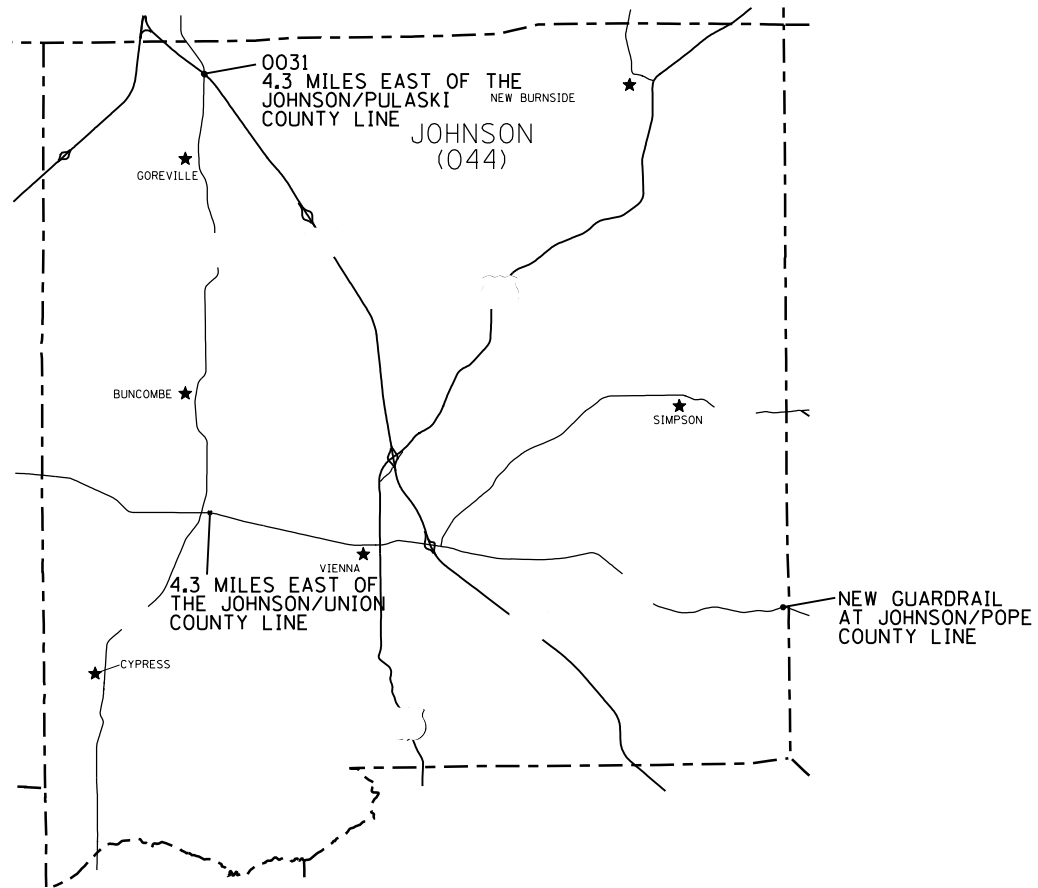 0031
4.3 MILES EAST OF THE
JOHNSON/PULASKI
COUNTY LINE
NEW BURNSIDE
JOHNSON
(044)
GOREVILLE
BUNCOMBE
SIMPSON
VIENNA
4.3 MILES EAST OF
THE JOHNSON/UNION
COUNTY LINE
NEW GUARDRAIL
AT JOHNSON/POPE
COUNTY LINE
CYPRESS